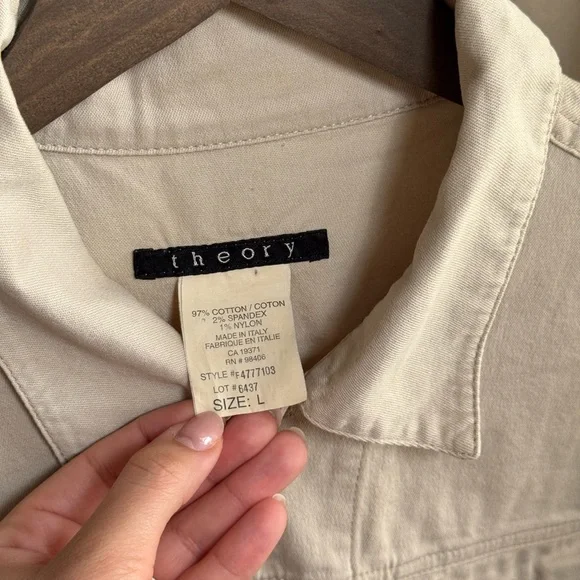 theory
97% COTTON / COTON
2% SPANDEX
1% NYLON
MADE IN ITALY
FABRIQUE EN ITALIE
CA 19371
RN # 98406
STYLE #F4777103
LOT # 6437
SIZE: L